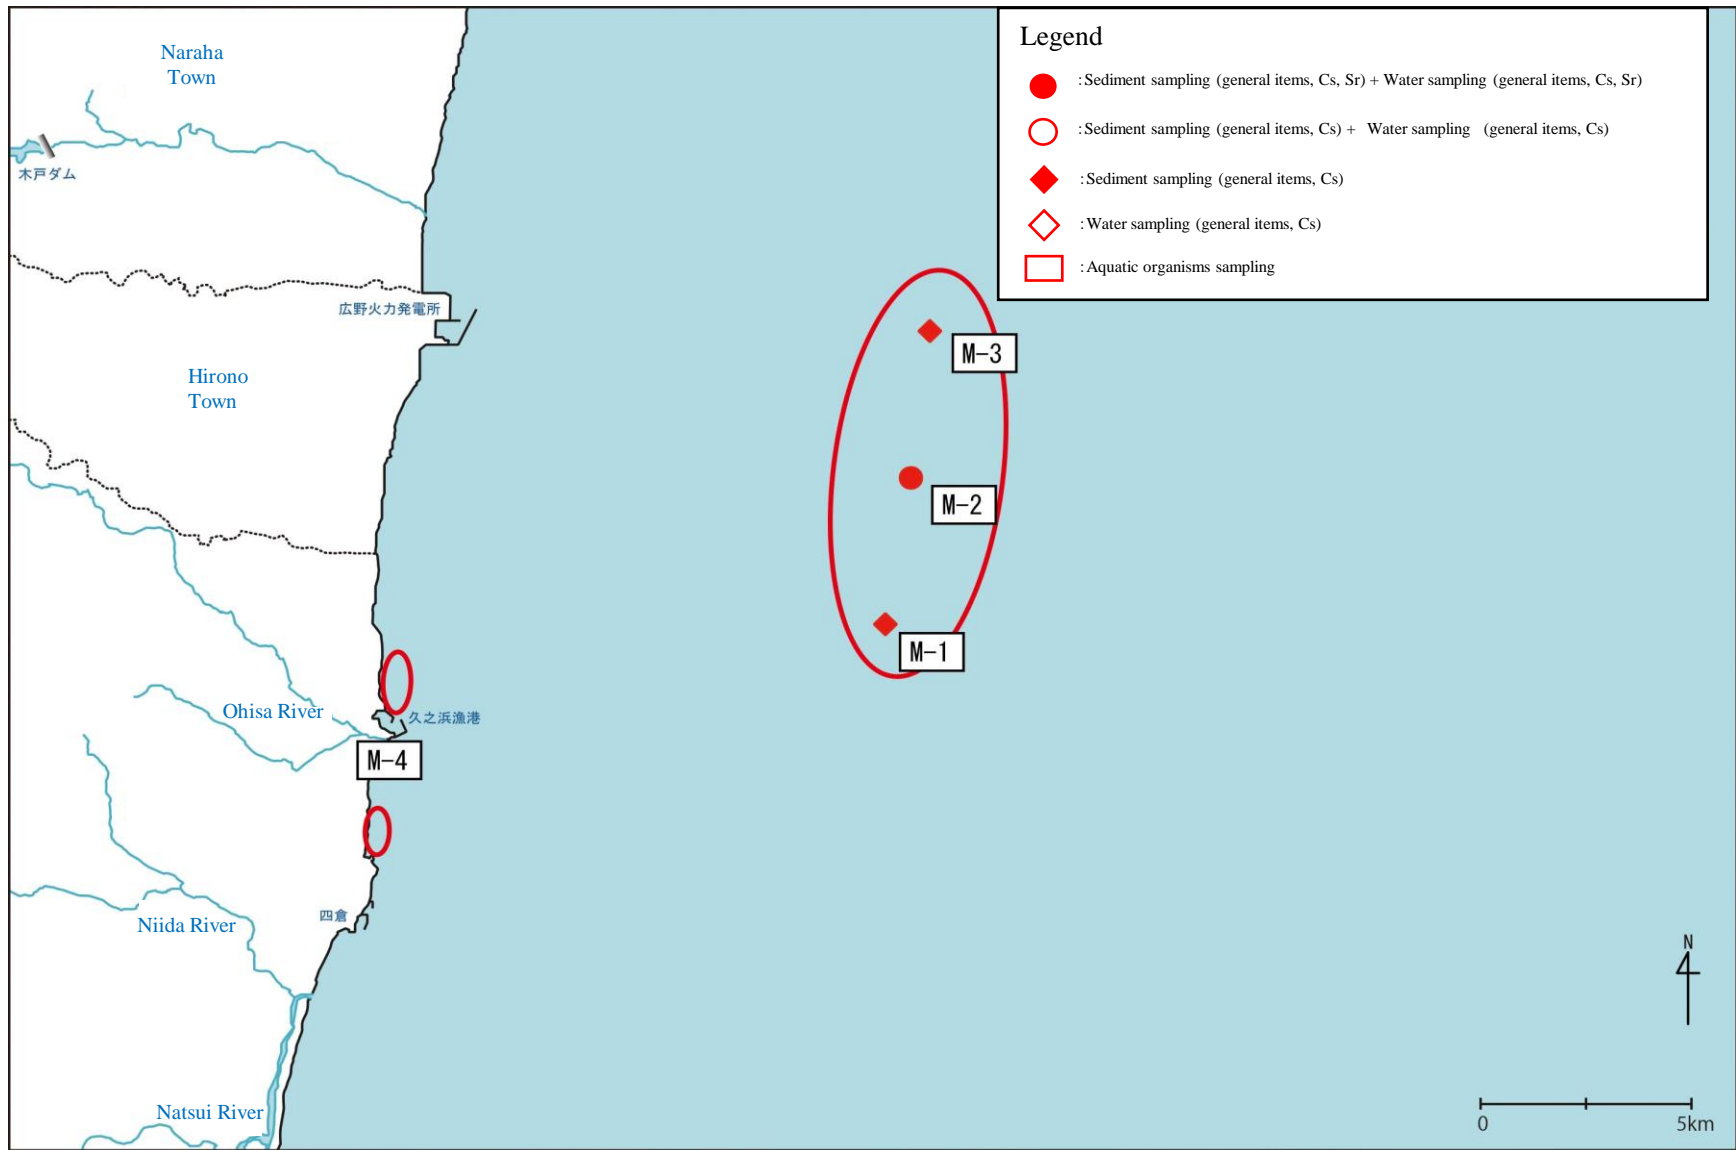 Naraha
Town
木戸ダム
広野火力発電所
Hirono
Town
Ohisa River
久之浜漁港
M-4
Niida River
四倉
Natsui River
M-3
M-2
M-1
Legend
:Sediment sampling (general items, Cs, Sr) + Water sampling (general items, Cs, Sr)
:Sediment sampling (general items, Cs) + Water sampling (general items, Cs)
:Sediment sampling (general items, Cs)
:Water sampling (general items, Cs)
:Aquatic organisms sampling
N
0 5km